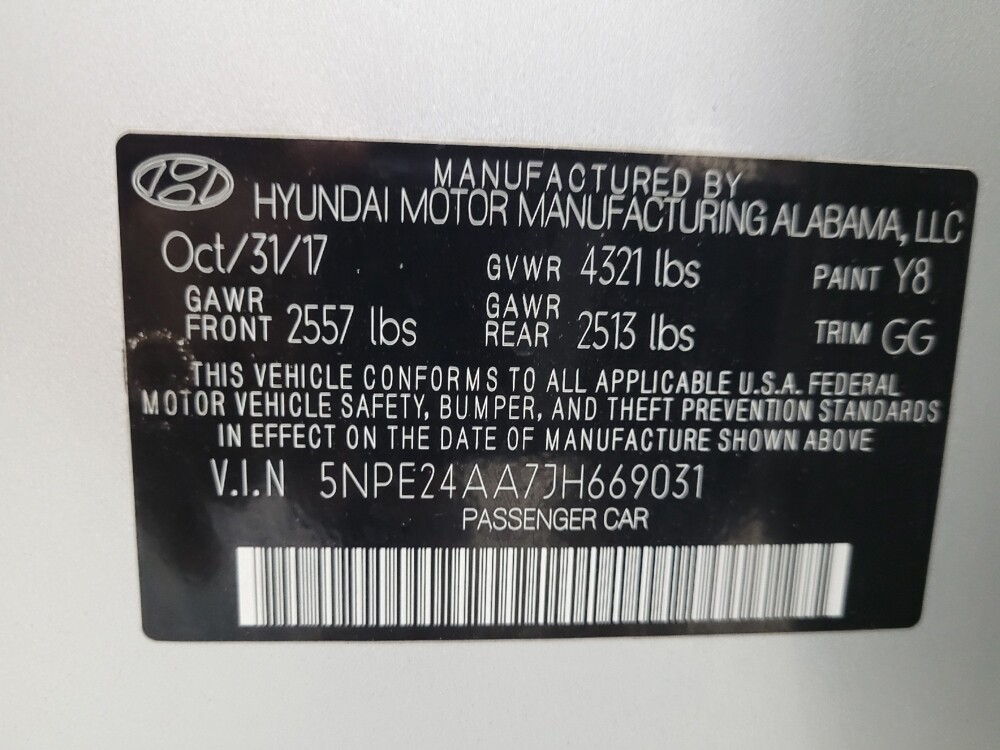 MANUFACTURED BY
HYUNDAI MOTOR MANUFACTURING ALABAMA, LLC
Oct/31/17 GVWR 4321 lbs PAINT Y8
GAWR FRONT 2557 lbs GAWR REAR 2513 lbs TRIM GG
THIS VEHICLE CONFORMS TO ALL APPLICABLE U.S.A. FEDERAL
MOTOR VEHICLE SAFETY, BUMPER, AND THEFT PREVENTION STANDARDS
IN EFFECT ON THE DATE OF MANUFACTURE SHOWN ABOVE
V.I.N 5NPE24AA7JH669031
PASSENGER CAR